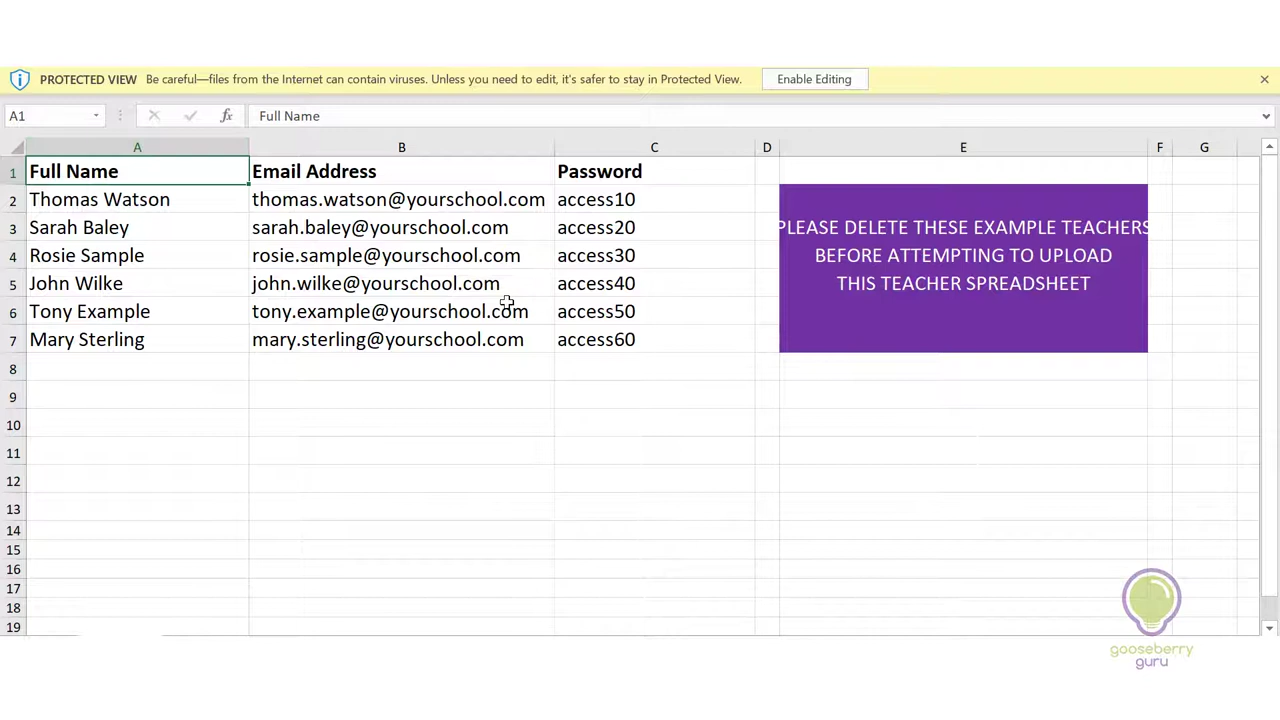 PROTECTED VIEW Be careful—files from the Internet can contain viruses. Unless you need to edit, it's safer to stay in Protected View. Enable Editing
A1 fx Full Name
A B C D E F G
1 Full Name Email Address Password
2 Thomas Watson thomas.watson@yourschool.com access10
3 Sarah Baley sarah.baley@yourschool.com access20
4 Rosie Sample rosie.sample@yourschool.com access30
5 John Wilke john.wilke@yourschool.com access40
6 Tony Example tony.example@yourschool.com access50
7 Mary Sterling mary.sterling@yourschool.com access60
PLEASE DELETE THESE EXAMPLE TEACHERS
BEFORE ATTEMPTING TO UPLOAD
THIS TEACHER SPREADSHEET
8
9
10
11
12
13
14
15
16
17
18
19
gooseberry
guru